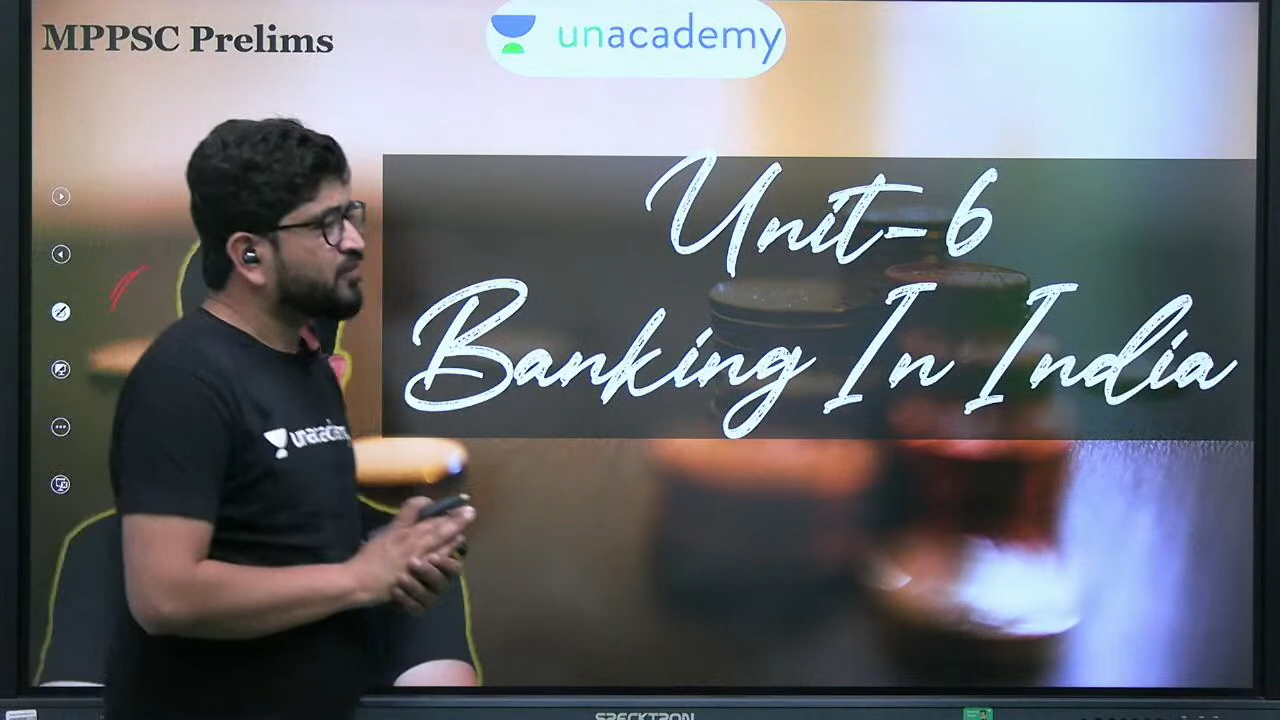 MPPSC Prelims
unacademy
Unit-6
Banking In India
unacademy
SPECKTRON